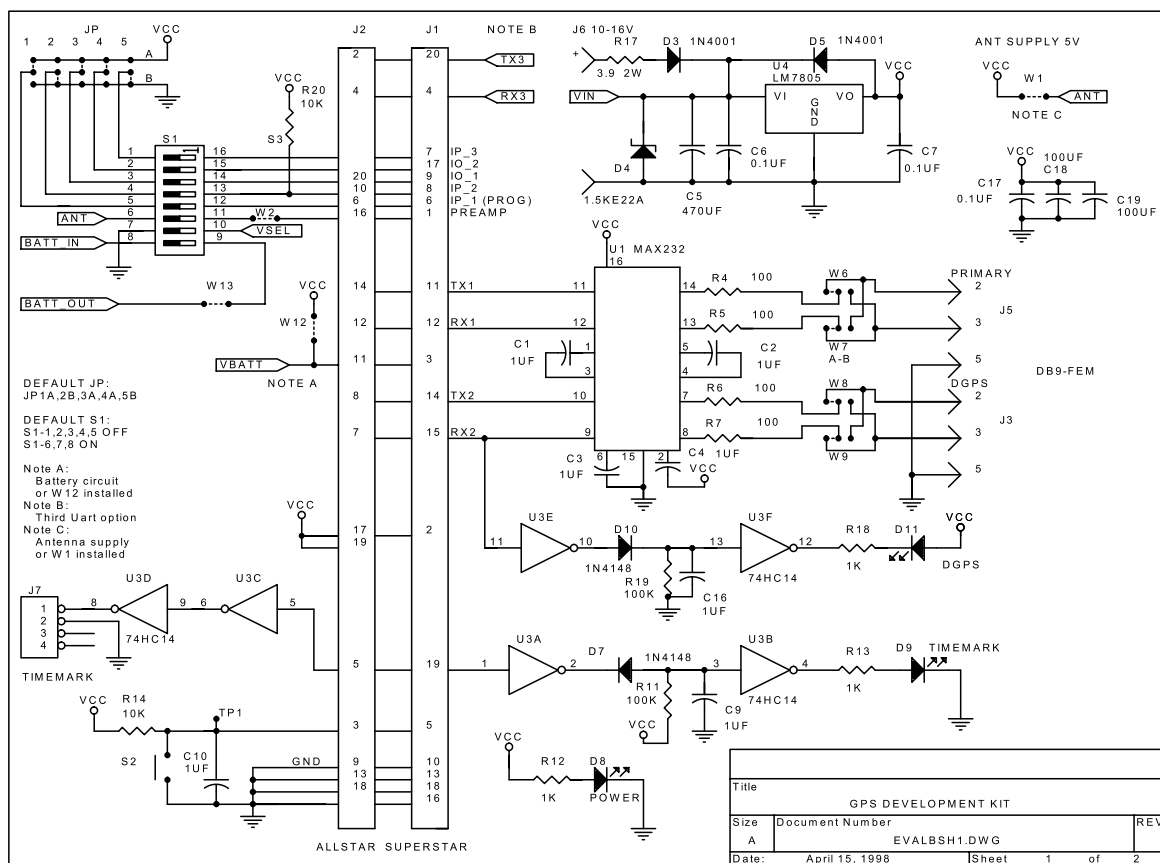 JP
1 2 3 4 5
VCC
A
B
J2
J1
NOTE B
J6 10-16V
+
R17
3.9 2W
D3
1N4001
D5
1N4001
U4
LM7805
VI
VO
GND
VCC
ANT SUPPLY 5V
VCC
W1
ANT
NOTE C
2
20
TX3
4
4
RX3
VIN
VCC
R20
10K
S3
D4
C6
0.1UF
C7
0.1UF
C5
470UF
1.5KE22A
VCC
100UF
C18
C17
0.1UF
C19
100UF
S1
1 16
2 15
3 14
4 13
5 12
6 11
7 10
8 9
7 IP_3
17 IO_2
20 9 IO_1
10 8 IP_2
6 6 IP_1 (PROG)
16 1 PREAMP
ANT
W2
VSEL
BATT_IN
BATT_OUT
W13
VCC
W12
VBATT
NOTE A
VCC
U1 MAX232
16
14 11 TX1 11
12 RX1
12 12
11 3
8 14 TX2 10
7 15 RX2 9
C1
1UF
1
3
5
4
C2
1UF
14
R4
100
13
R5
100
7
R6
100
8
R7
100
1UF
W6
W7
A-B
W8
W9
PRIMARY
2
3
J5
5
DB9-FEM
DGPS
2
3
J3
5
C3
1UF
6
15
2
C4
VCC
DEFAULT JP:
JP1A,2B,3A,4A,5B
DEFAULT S1:
S1-1,2,3,4,5 OFF
S1-6,7,8 ON
Note A:
Battery circuit
or W12 installed
Note B:
Third Uart option
Note C:
Antenna supply
or W1 installed
VCC
17
19
2
U3E
11 10
D10
1N4148
R19
100K
C16
1UF
13
U3F
12
74HC14
R18
1K
D11
VCC
DGPS
J7
1
2
3
4
TIMEMARK
8
U3D
74HC14
9 6
U3C
5
5
19
1
U3A
2
D7
1N4148
R11
100K
VCC
C9
1UF
3
U3B
4
74HC14
R13
1K
D9
TIMEMARK
VCC
R14
10K
TP1
S2
C10
1UF
3
5
GND
9 10
13 13
18 18
16
VCC
R12
1K
D8
POWER
ALLSTAR SUPERSTAR
Title
GPS DEVELOPMENT KIT
Size Document Number REV
A EVALBSH1.DWG
Date: April 15, 1998 Sheet 1 of 2